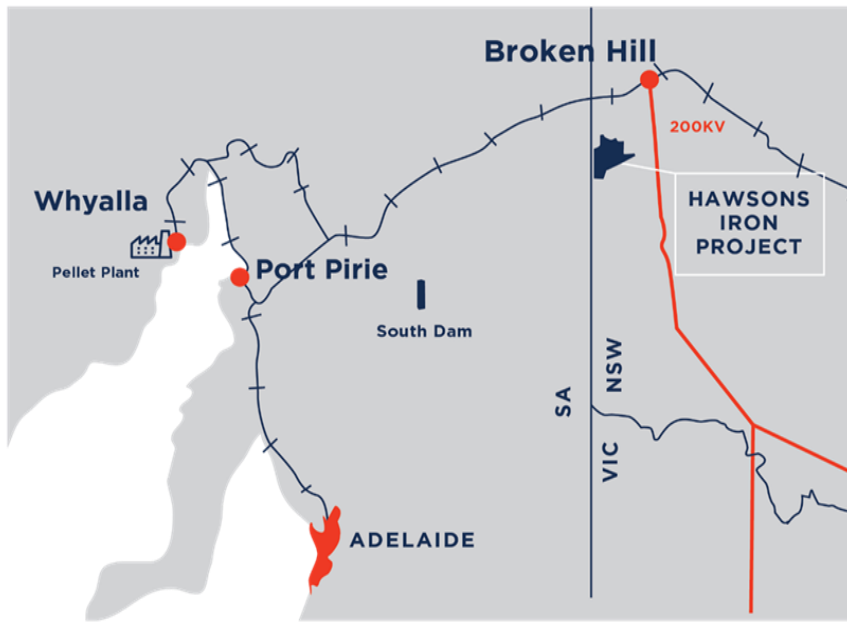 Broken Hill
200KV
HAWSONS
IRON
PROJECT
Whyalla
Pellet Plant
Port Pirie
South Dam
SA
NSW
VIC
ADELAIDE